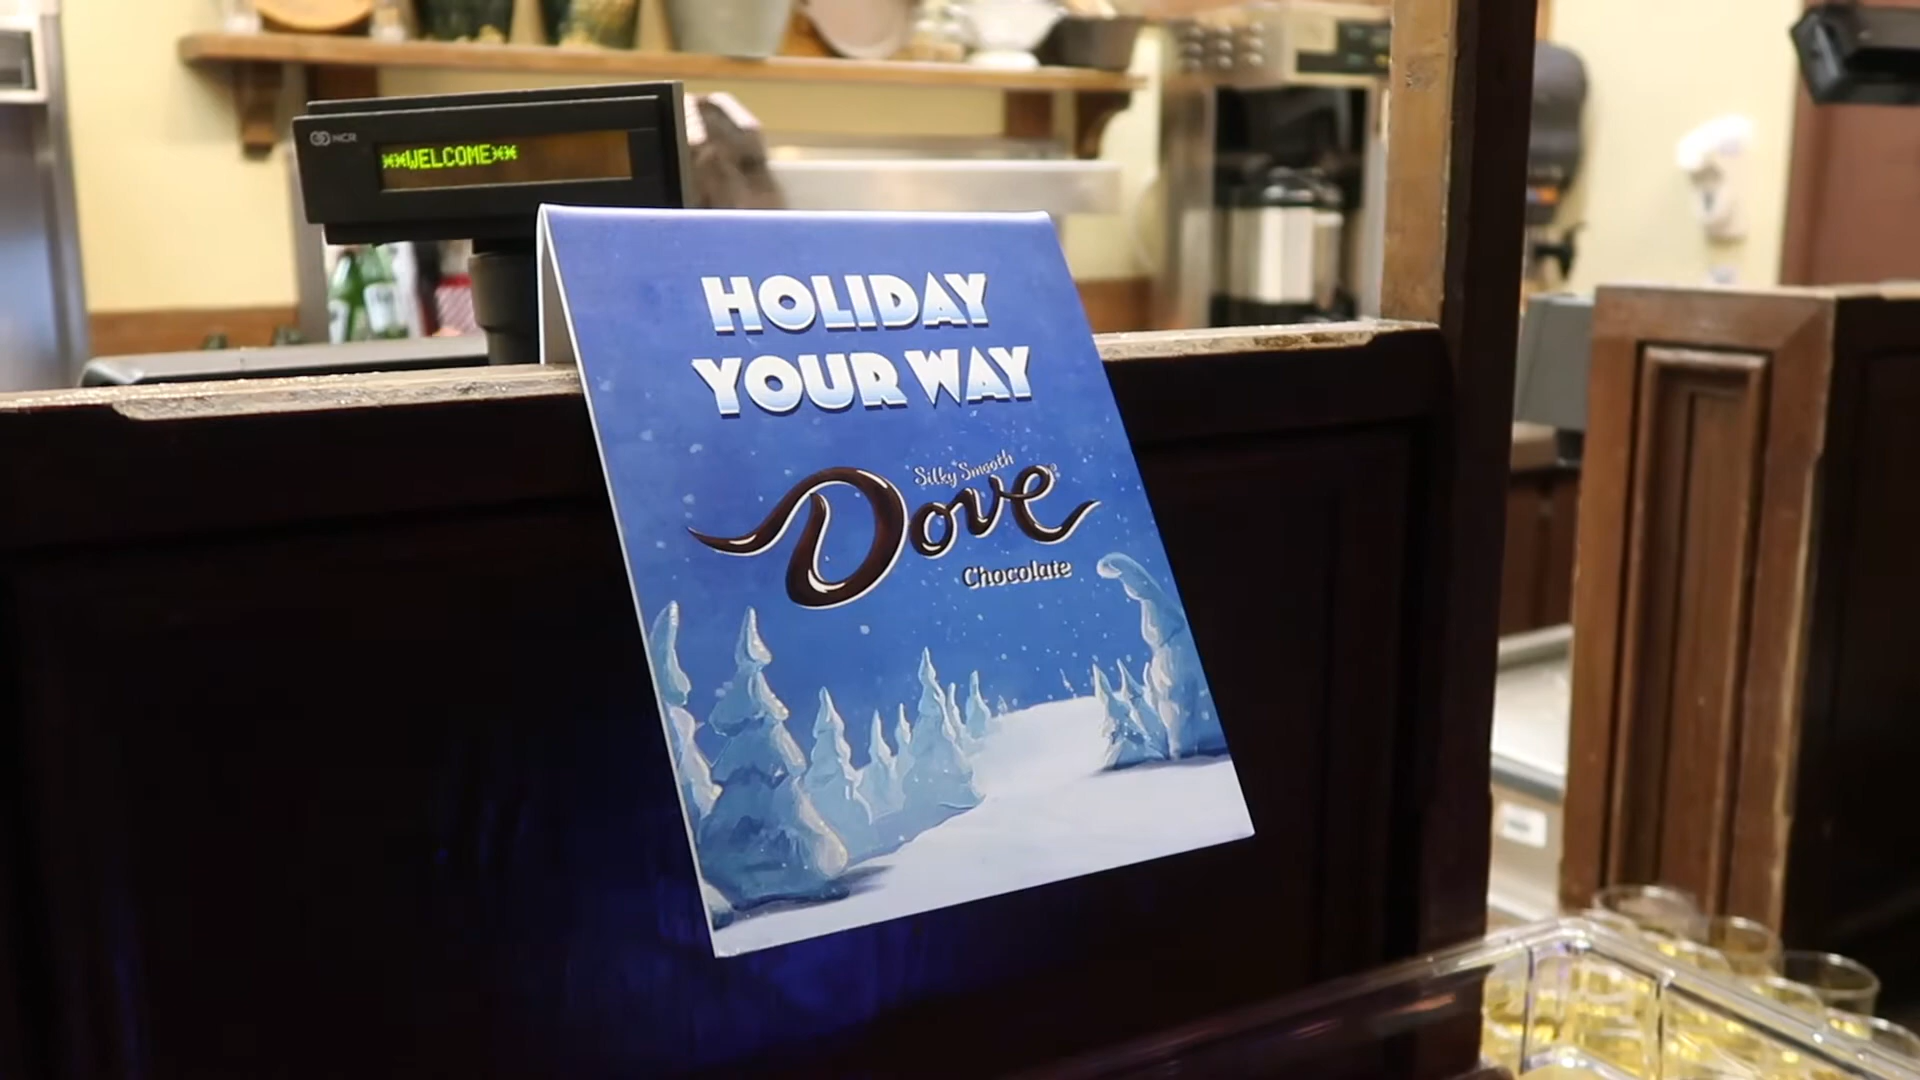 NCR
**WELCOME**
HOLIDAY
YOUR WAY
Silky Smooth
Dove
Chocolate